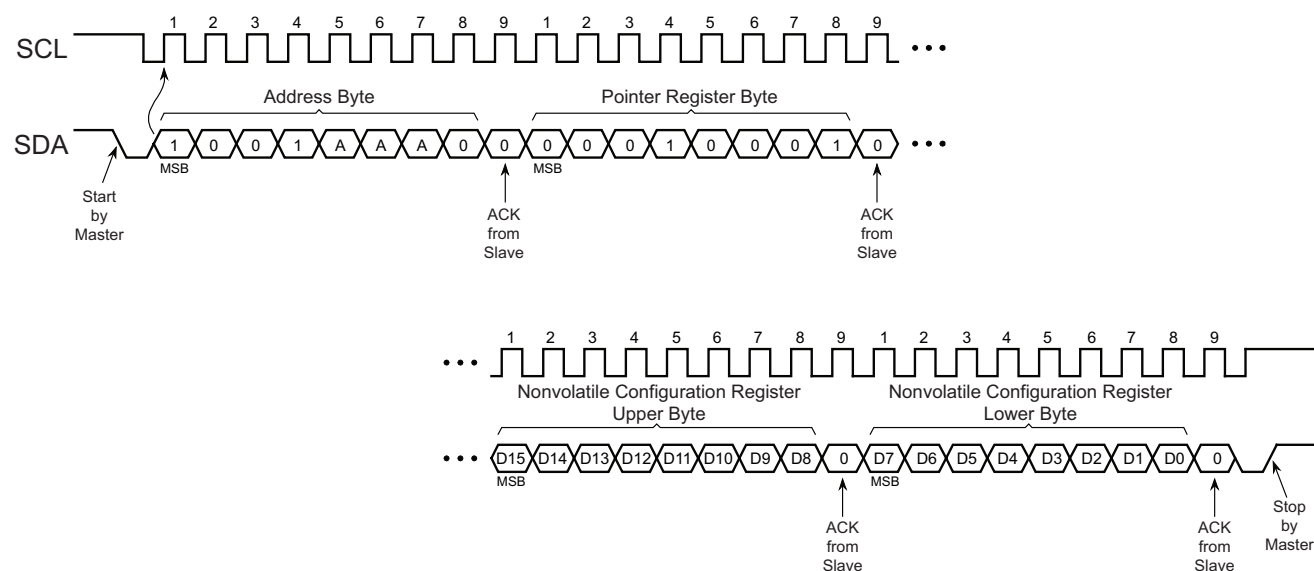 1 2 3 4 5 6 7 8 9 1 2 3 4 5 6 7 8 9
SCL
Address Byte Pointer Register Byte
SDA 1 0 0 1 A A A 0 0 0 0 0 1 0 0 0 1 0
MSB MSB
Start
by
Master
ACK
from
Slave
ACK
from
Slave
1 2 3 4 5 6 7 8 9 1 2 3 4 5 6 7 8 9
Nonvolatile Configuration Register
Upper Byte
Nonvolatile Configuration Register
Lower Byte
D15 D14 D13 D12 D11 D10 D9 D8 0 D7 D6 D5 D4 D3 D2 D1 D0 0
MSB MSB
ACK
from
Slave
ACK
from
Slave
Stop
by
Master